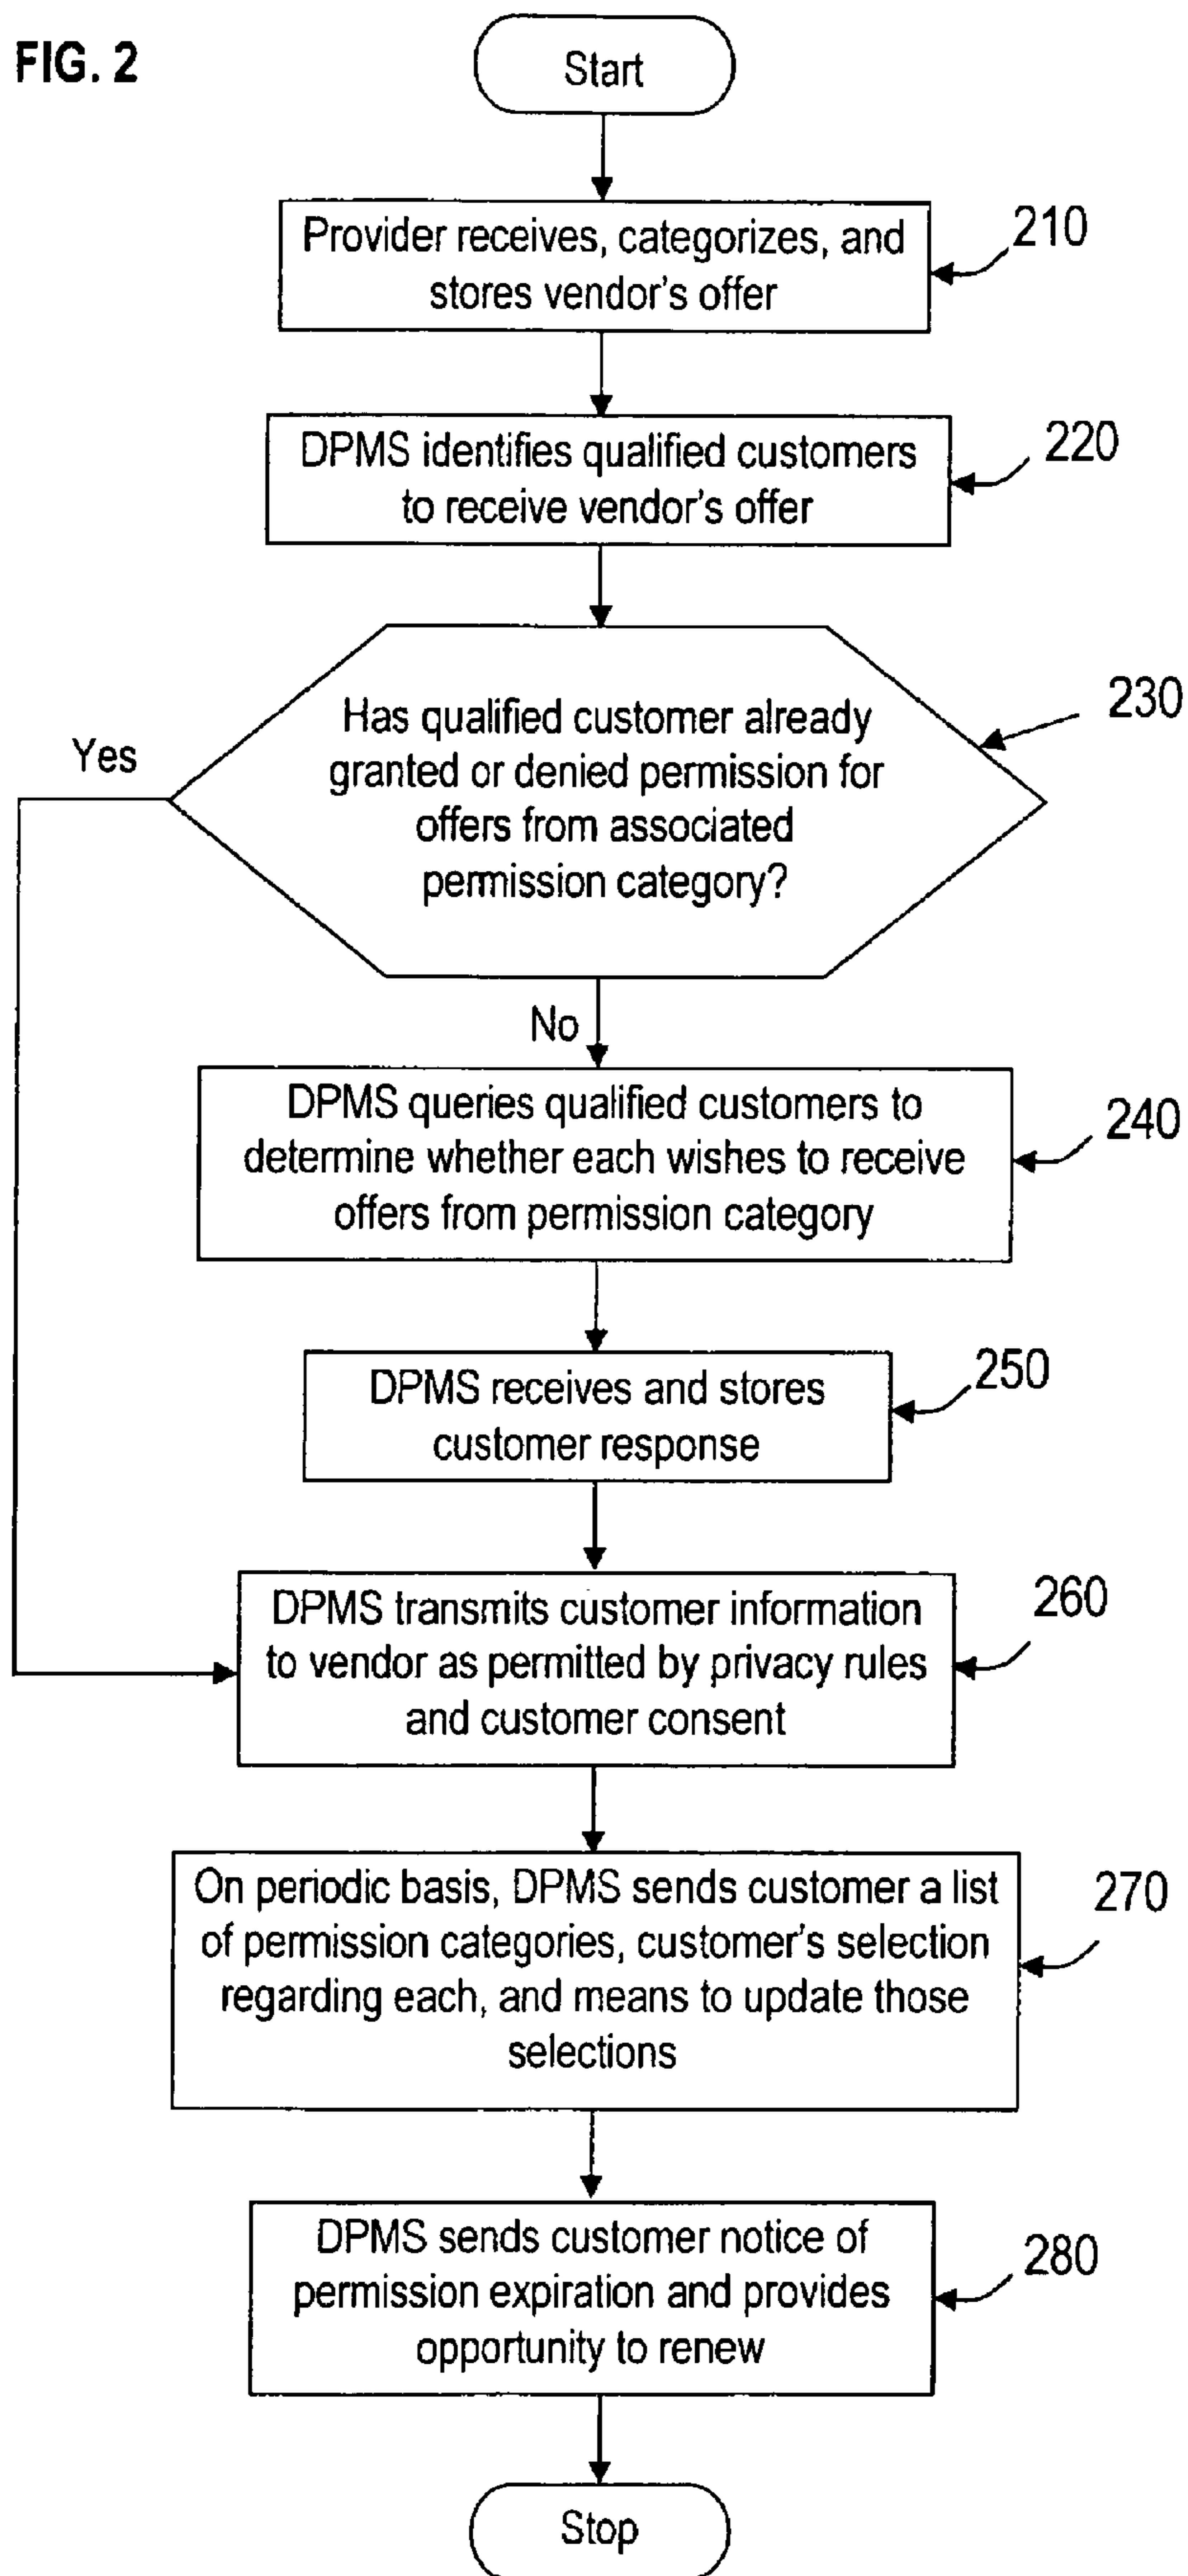 FIG. 2
Start
Provider receives, categorizes, and
stores vendor's offer
210
DPMS identifies qualified customers
to receive vendor's offer
220
Has qualified customer already
granted or denied permission for
offers from associated
permission category?
230
Yes
No
DPMS queries qualified customers to
determine whether each wishes to receive
offers from permission category
240
DPMS receives and stores
customer response
250
DPMS transmits customer information
to vendor as permitted by privacy rules
and customer consent
260
On periodic basis, DPMS sends customer a list
of permission categories, customer's selection
regarding each, and means to update those
selections
270
DPMS sends customer notice of
permission expiration and provides
opportunity to renew
280
Stop